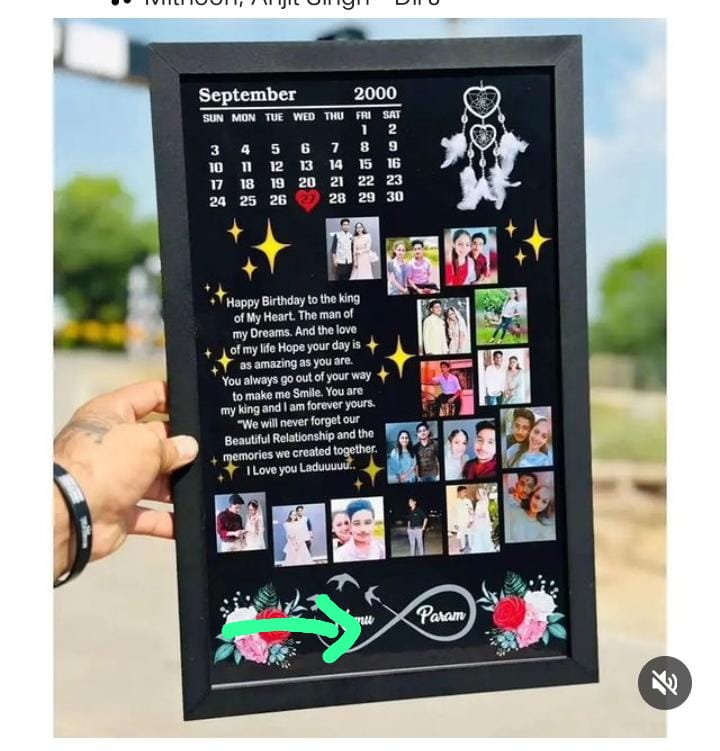 Mithoon, Arijit Singh
September 2000
SUN MON TUE WED THU FRI SAT
1 2
3 4 5 6 7 8 9
10 11 12 13 14 15 16
17 18 19 20 21 22 23
24 25 26 27 28 29 30
Happy Birthday to the king
of My Heart. The man of
my Dreams. And the love
of my life Hope your day is
as amazing as you are.
You always go out of your way
to make me Smile. You are
my king and I am forever yours.
"We will never forget our
Beautiful Relationship and the
memories we created together.
I Love you Laduuuuu..
Param